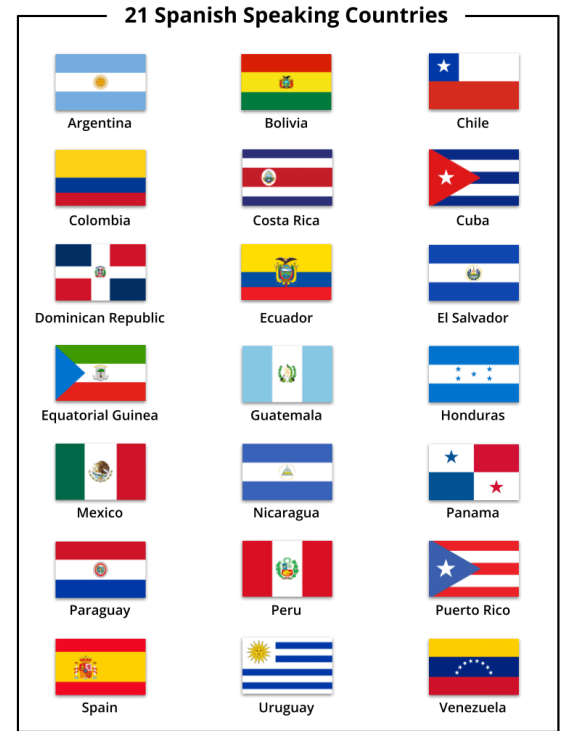 21 Spanish Speaking Countries
Argentina
Bolivia
Chile
Colombia
Costa Rica
Cuba
Dominican Republic
Ecuador
El Salvador
Equatorial Guinea
Guatemala
Honduras
Mexico
Nicaragua
Panama
Paraguay
Peru
Puerto Rico
Spain
Uruguay
Venezuela